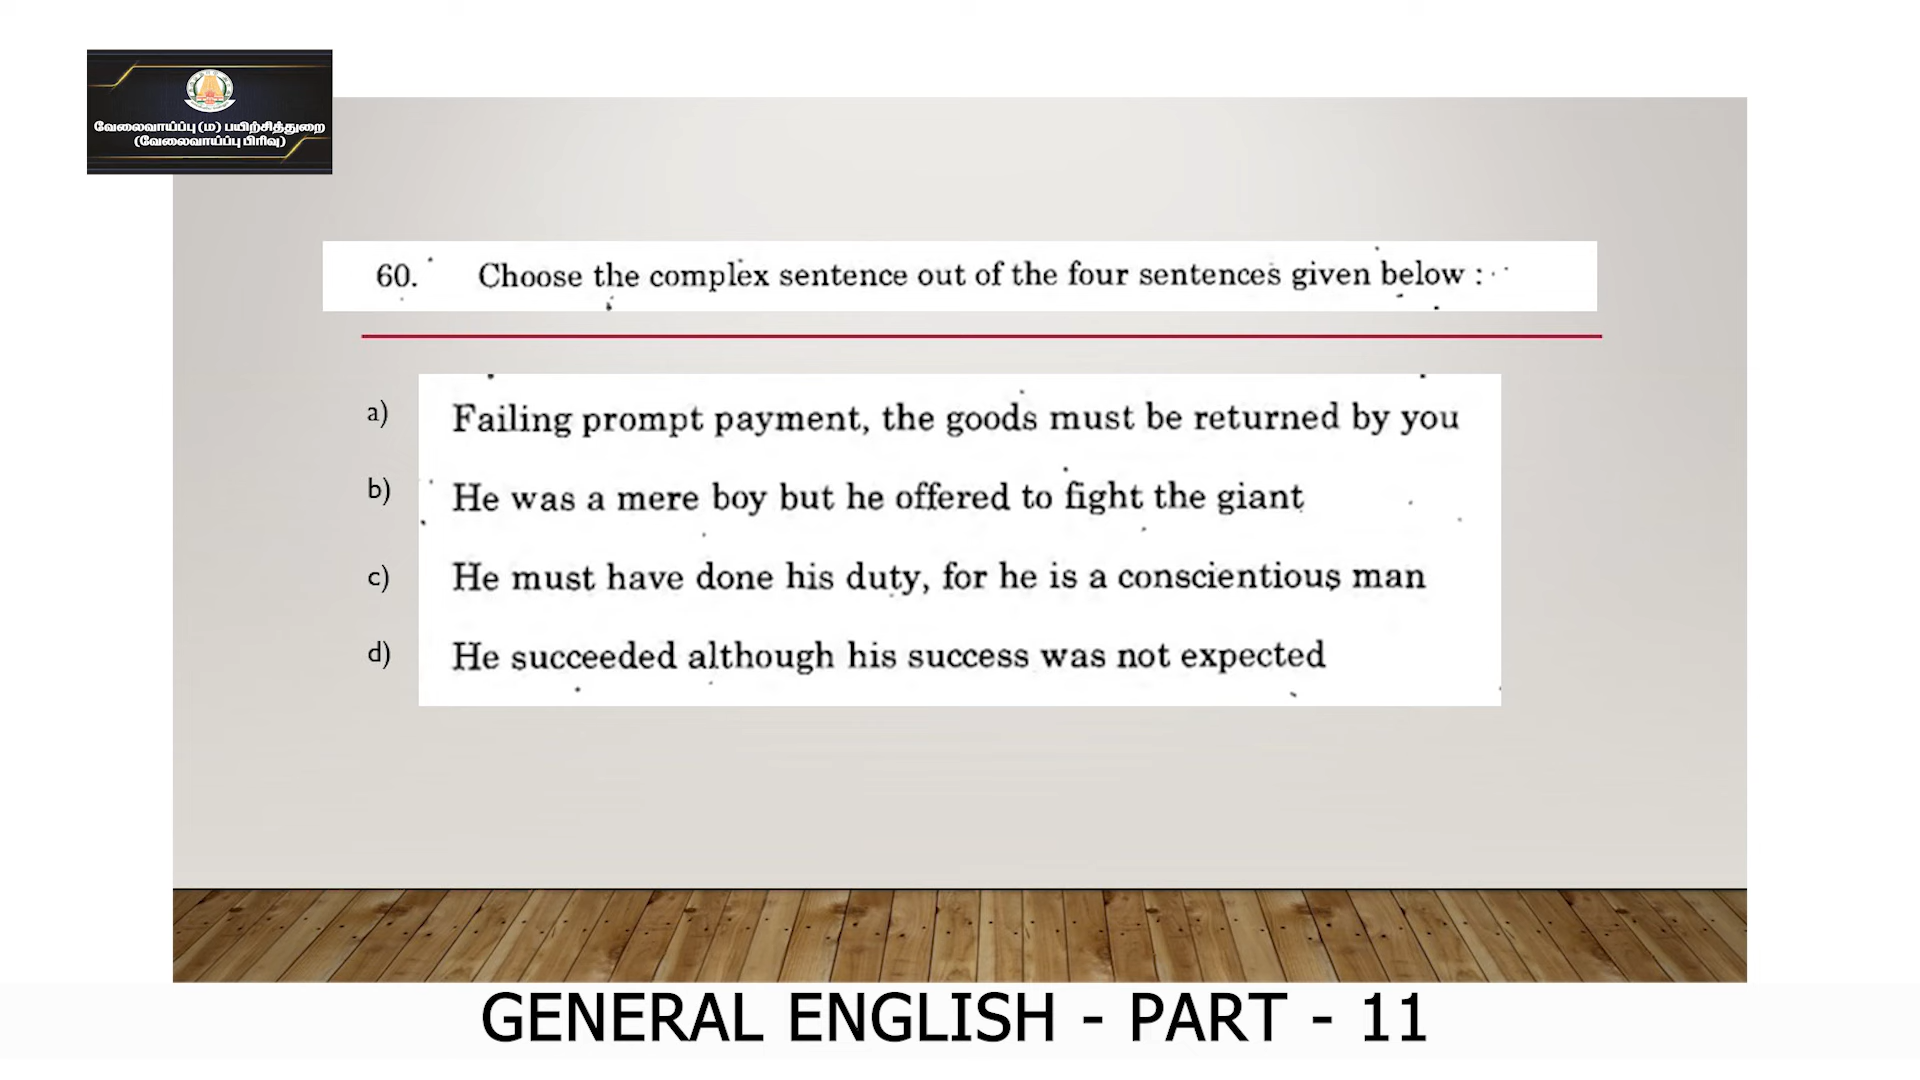 வேலைவாய்ப்பு (ம) பயிற்சித்துறை
(வேலைவாய்ப்பு பிரிவு)
60. Choose the complex sentence out of the four sentences given below :
a) Failing prompt payment, the goods must be returned by you
b) He was a mere boy but he offered to fight the giant
c) He must have done his duty, for he is a conscientious man
d) He succeeded although his success was not expected
GENERAL ENGLISH - PART - 11